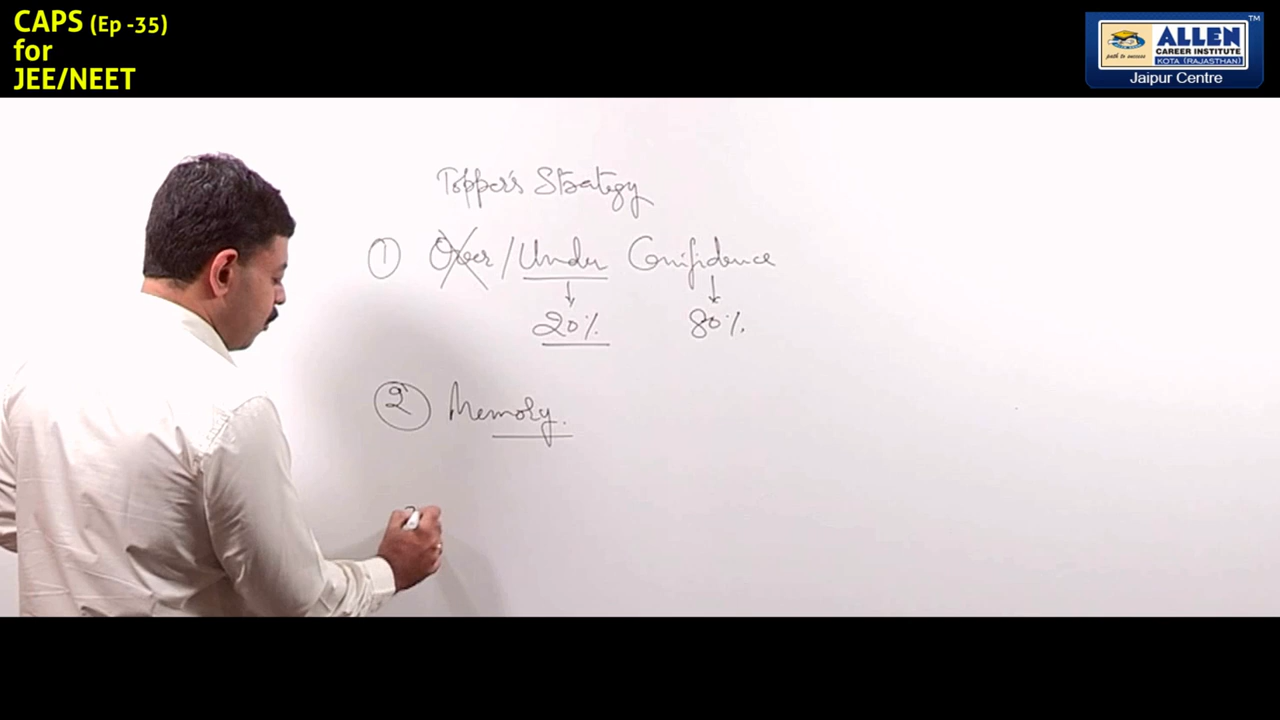 CAPS (Ep -35)
for
JEE/NEET
TM
ALLEN
CAREER INSTITUTE
KOTA (RAJASTHAN)
path to success
Jaipur Centre
Topper's Strategy
① Over / Under Confidence
20% 80%
② Memory.